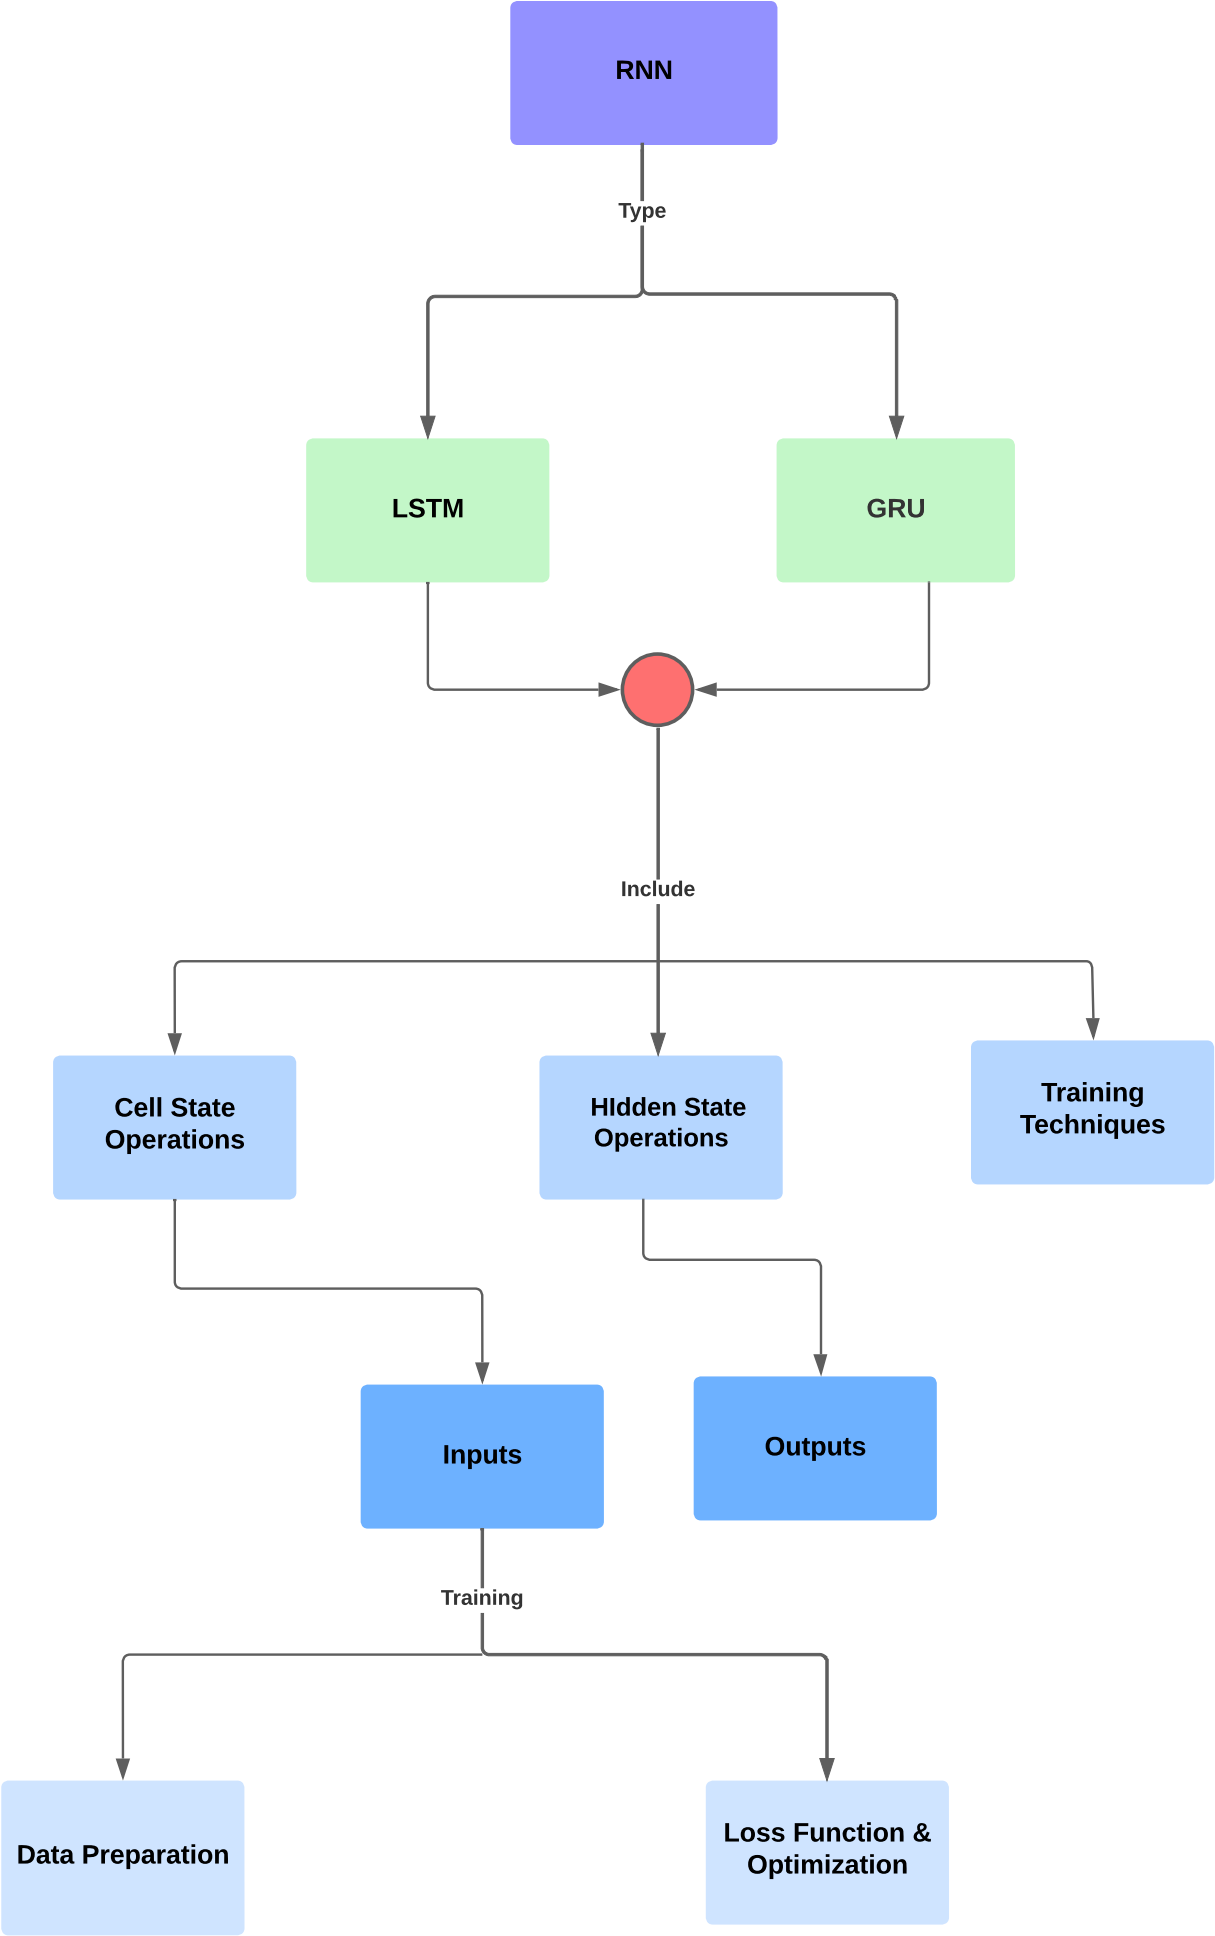 RNN
Type
LSTM
GRU
Include
Cell State
Operations
HIdden State
Operations
Training
Techniques
Inputs
Outputs
Training
Data Preparation
Loss Function &
Optimization